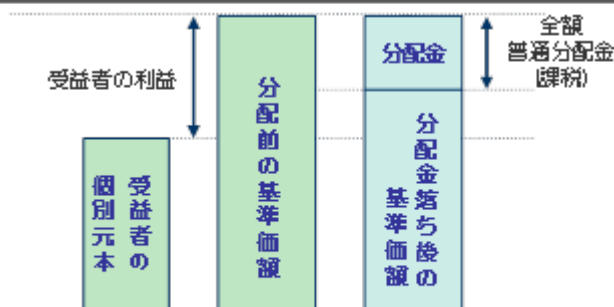 全額
普通分配金
(課税)
分配金
受益者の利益
分配前の基準価額
分配金落ち後の
基準価額
受益者の
個別元本